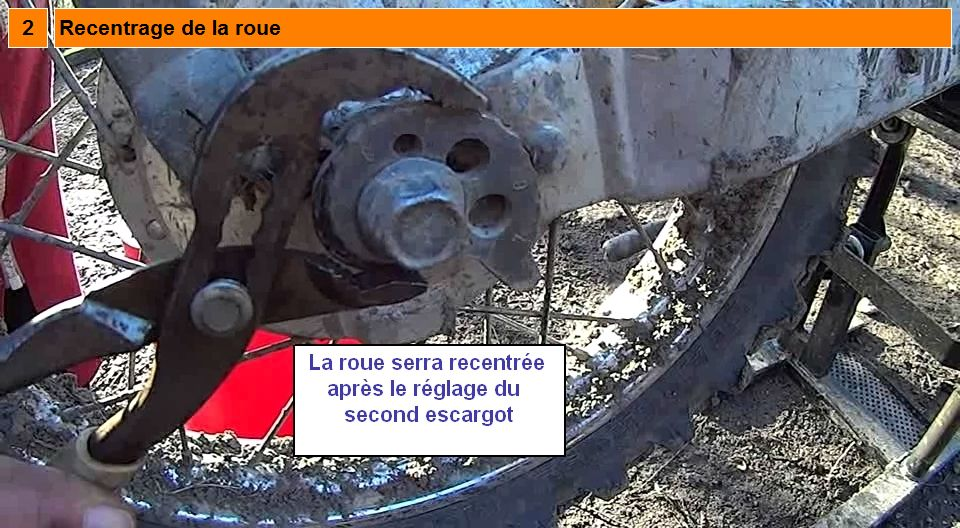 2 Recentrage de la roue
La roue serra recentrée
après le réglage du
second escargot